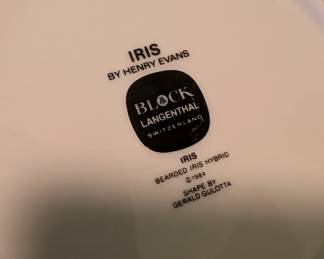 IRIS
BY HENRY EVANS
BLOCK
LANGENTHAL
SWITZERLAND
IRIS
BEARDED IRIS HYBRID
© 1984
SHAPE BY
GERALD GULOTTA